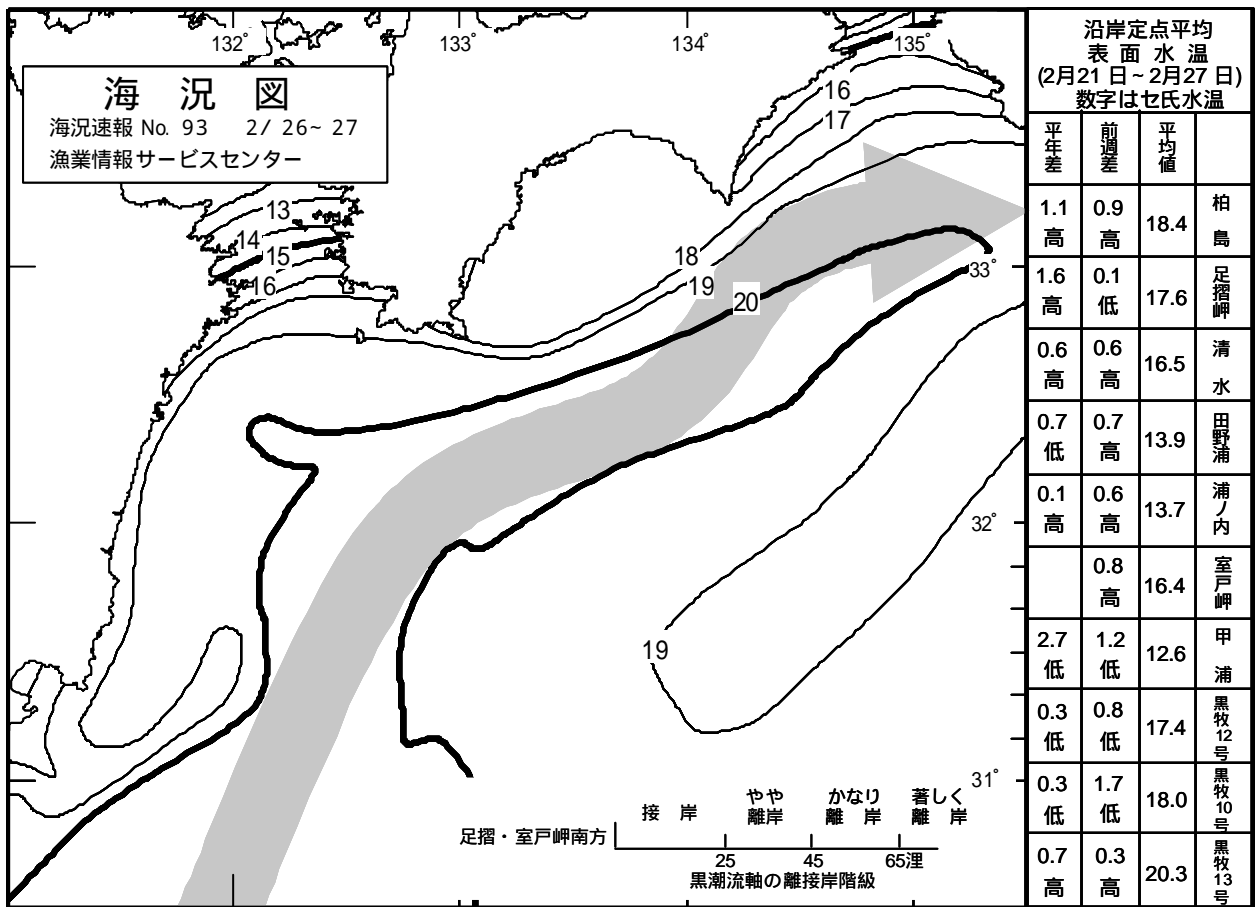 132°
133°
134°
135°
海況図
海況速報 No. 93 2/ 26~ 27
漁業情報サービスセンター
13
14
15
16
16
17
18
19
20
33°
32°
19
31°
接岸 やや離岸 かなり離岸 著しく離岸
足摺・室戸岬南方
25 45 65浬
黒潮流軸の離接岸階級
沿岸定点平均
表面水温
(2月21日~2月27日)
数字はセ氏水温
平年差 前週差 平均値
1.1高 0.9高 18.4 柏島
1.6高 0.1低 17.6 足摺岬
0.6高 0.6高 16.5 清水
0.7低 0.7高 13.9 田野浦
0.1高 0.6高 13.7 浦ノ内
0.8高 16.4 室戸岬
2.7低 1.2低 12.6 甲浦
0.3低 0.8低 17.4 黒牧12号
0.3低 1.7低 18.0 黒牧10号
0.7高 0.3高 20.3 黒牧13号